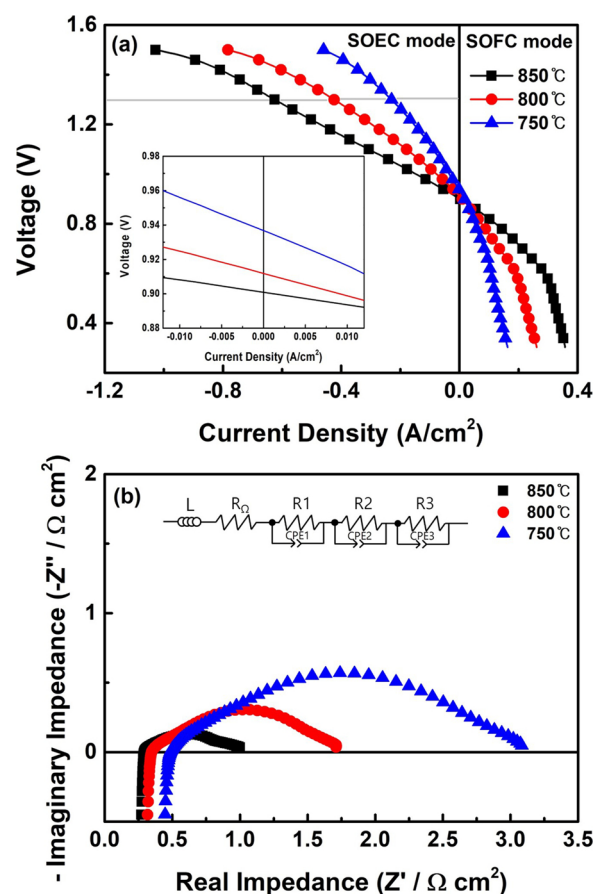 (a)
SOEC mode
SOFC mode
850℃
800℃
750℃
1.6
1.2
0.8
0.4
Voltage (V)
0.98
0.96
0.94
0.92
0.90
0.88
Voltage (V)
-0.010
-0.005
0.000
0.005
0.010
Current Density (A/cm²)
-1.2
-0.8
-0.4
0.0
0.4
Current Density (A/cm²)
(b)
L
RΩ
R1
R2
R3
CPE1
CPE2
CPE3
850℃
800℃
750℃
2
1
0
- Imaginary Impedance (-Z'' / Ω cm²)
0.0
0.5
1.0
1.5
2.0
2.5
3.0
3.5
Real Impedance (Z' / Ω cm²)